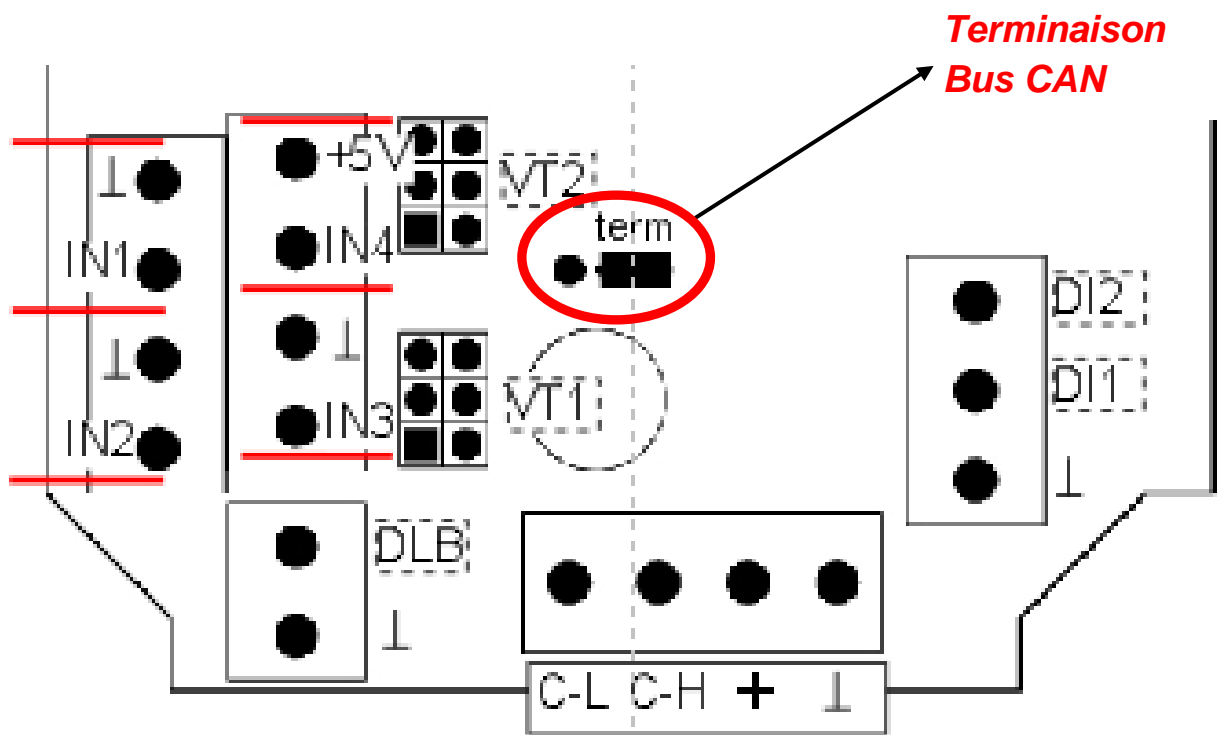 Terminaison
Bus CAN
⊥
IN1
⊥
IN2
+5V
IN4
⊥
IN3
VT2
term
VT1
DI2
DI1
⊥
DLB
⊥
C-L C-H + ⊥